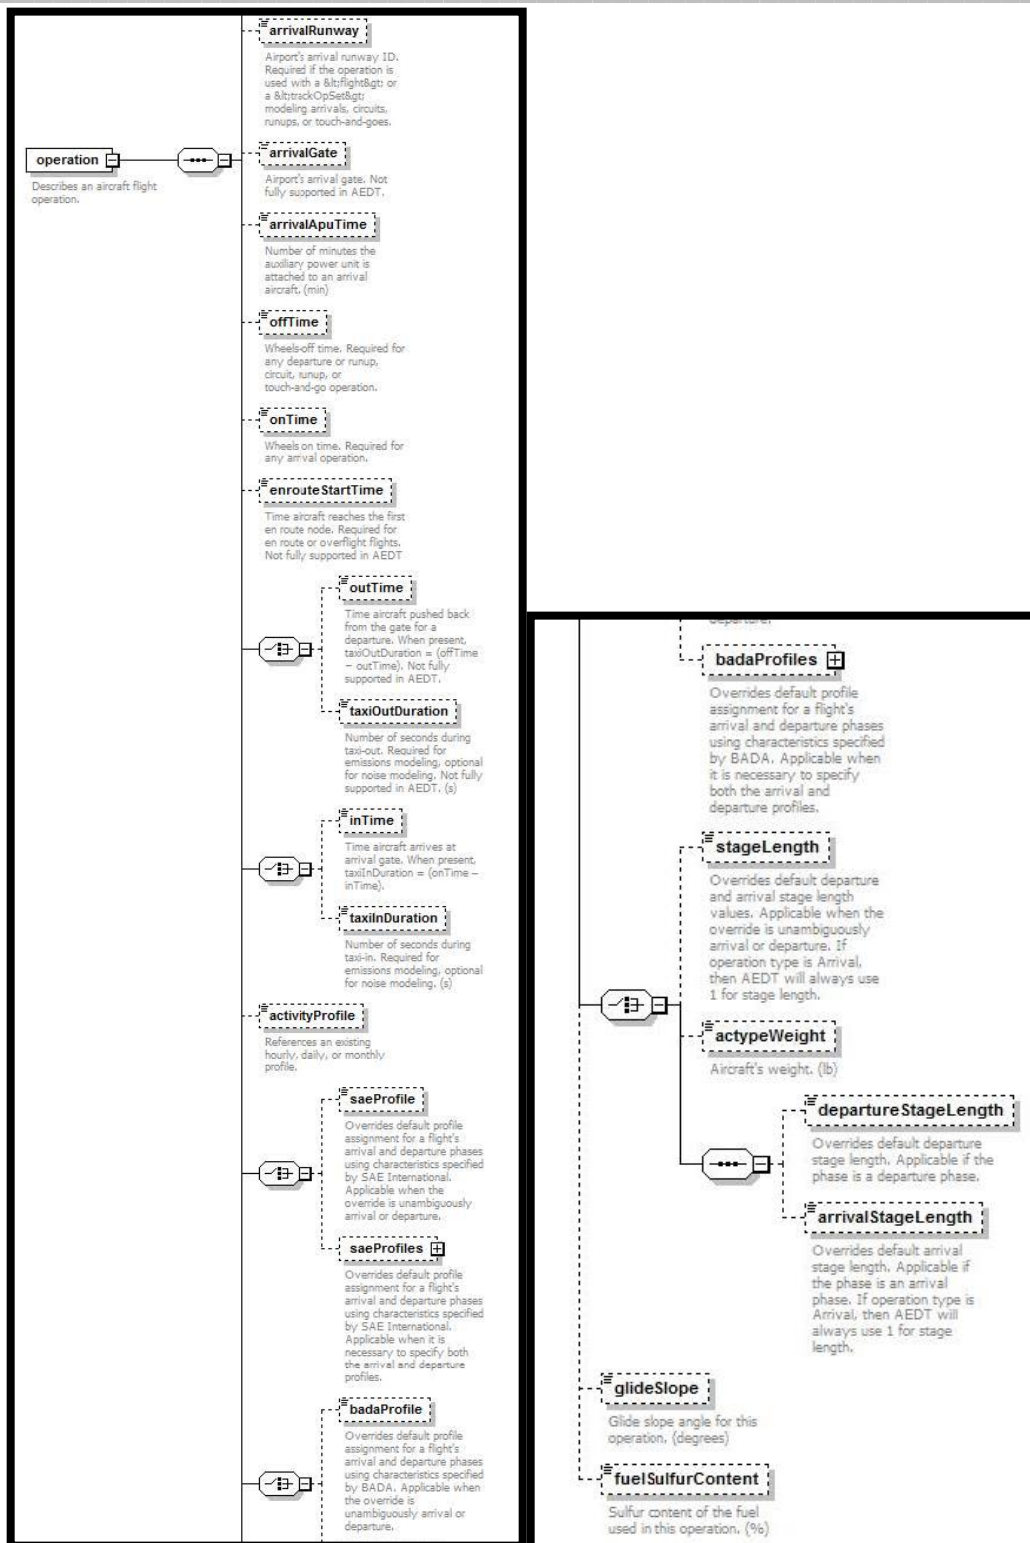 arrivalRunway
Airport's arrival runway ID.
Required if the operation is
used with a &lt;flight&gt; or
a &lt;trackOpSet&gt;
modeling arrivals, circuits,
runups, or touch-and-goes.
operation
Describes an aircraft flight
operation.
arrivalGate
Airport's arrival gate. Not
fully supported in AEDT.
arrivalApuTime
Number of minutes the
auxiliary power unit is
attached to an arrival
aircraft. (min)
offTime
Wheels-off time. Required for
any departure or runup,
circuit, runup, or
touch-and-go operation.
onTime
Wheels on time. Required for
any arrival operation.
enrouteStartTime
Time aircraft reaches the first
en route node. Required for
en route or overflight flights.
Not fully supported in AEDT
outTime
Time aircraft pushed back
from the gate for a
departure. When present,
taxiOutDuration = (offTime
− outTime). Not fully
supported in AEDT.
taxiOutDuration
Number of seconds during
taxi-out. Required for
emissions modeling, optional
for noise modeling. Not fully
supported in AEDT. (s)
inTime
Time aircraft arrives at
arrival gate. When present,
taxiInDuration = (onTime −
inTime).
taxiInDuration
Number of seconds during
taxi-in. Required for
emissions modeling, optional
for noise modeling. (s)
activityProfile
References an existing
hourly, daily, or monthly
profile.
saeProfile
Overrides default profile
assignment for a flight's
arrival and departure phases
using characteristics specified
by SAE International.
Applicable when the
override is unambiguously
arrival or departure.
saeProfiles
Overrides default profile
assignment for a flight's
arrival and departure phases
using characteristics specified
by SAE International.
Applicable when it is
necessary to specify both
the arrival and departure
profiles.
badaProfile
Overrides default profile
assignment for a flight's
arrival and departure phases
using characteristics specified
by BADA. Applicable when
the override is
unambiguously arrival or
departure.
departure.
badaProfiles
Overrides default profile
assignment for a flight's
arrival and departure phases
using characteristics specified
by BADA. Applicable when
it is necessary to specify
both the arrival and
departure profiles.
stageLength
Overrides default departure
and arrival stage length
values. Applicable when the
override is unambiguously
arrival or departure. If
operation type is Arrival,
then AEDT will always use
1 for stage length.
actypeWeight
Aircraft's weight. (lb)
departureStageLength
Overrides default departure
stage length. Applicable if the
phase is a departure phase.
arrivalStageLength
Overrides default arrival
stage length. Applicable if
the phase is an arrival
phase. If operation type is
Arrival, then AEDT will
always use 1 for stage
length.
glideSlope
Glide slope angle for this
operation. (degrees)
fuelSulfurContent
Sulfur content of the fuel
used in this operation. (%)